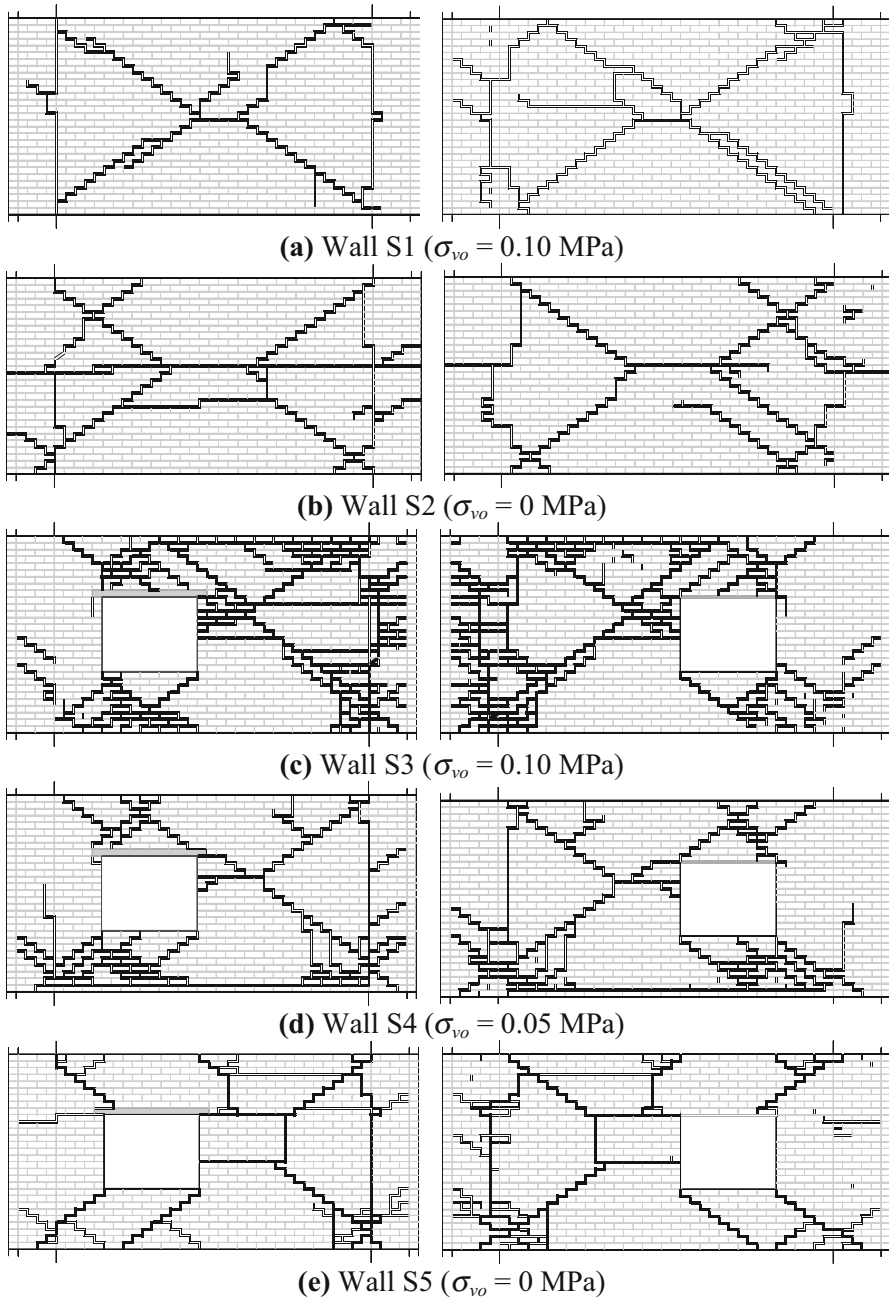 (a) Wall S1 (σvo = 0.10 MPa)
(b) Wall S2 (σvo = 0 MPa)
(c) Wall S3 (σvo = 0.10 MPa)
(d) Wall S4 (σvo = 0.05 MPa)
(e) Wall S5 (σvo = 0 MPa)